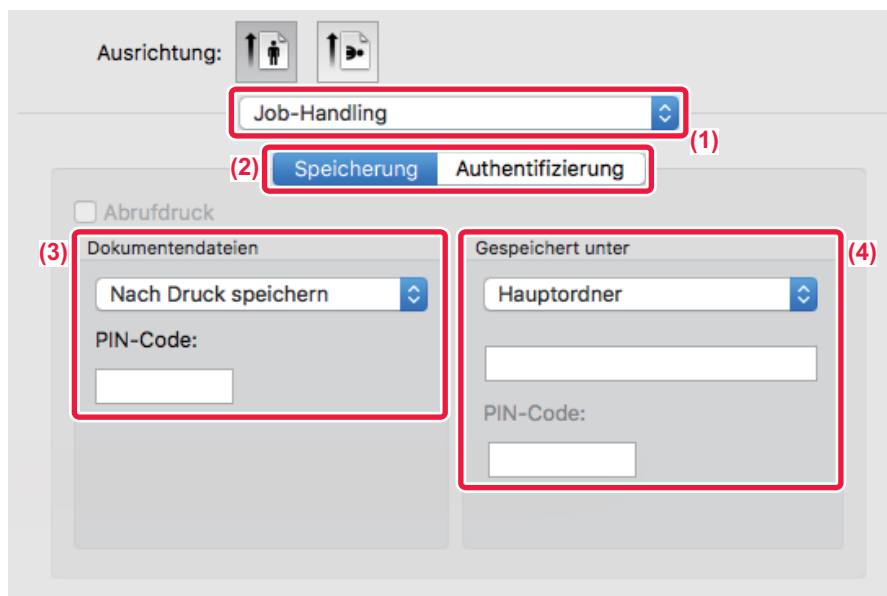 Ausrichtung:
Job-Handling
(1)
(2)
Speicherung Authentifizierung
Abrufdruck
(3)
Dokumentendateien
Nach Druck speichern
PIN-Code:
Gespeichert unter
(4)
Hauptordner
PIN-Code: